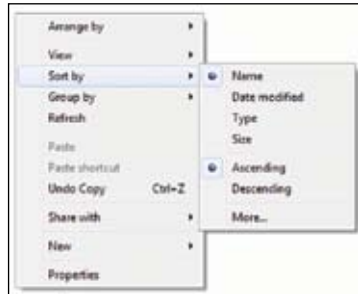 Arrange by
View
Sort by
Group by
Refresh
Paste
Paste shortcut
Undo Copy Ctrl+Z
Share with
New
Properties
Name
Date modified
Type
Size
Ascending
Descending
More...